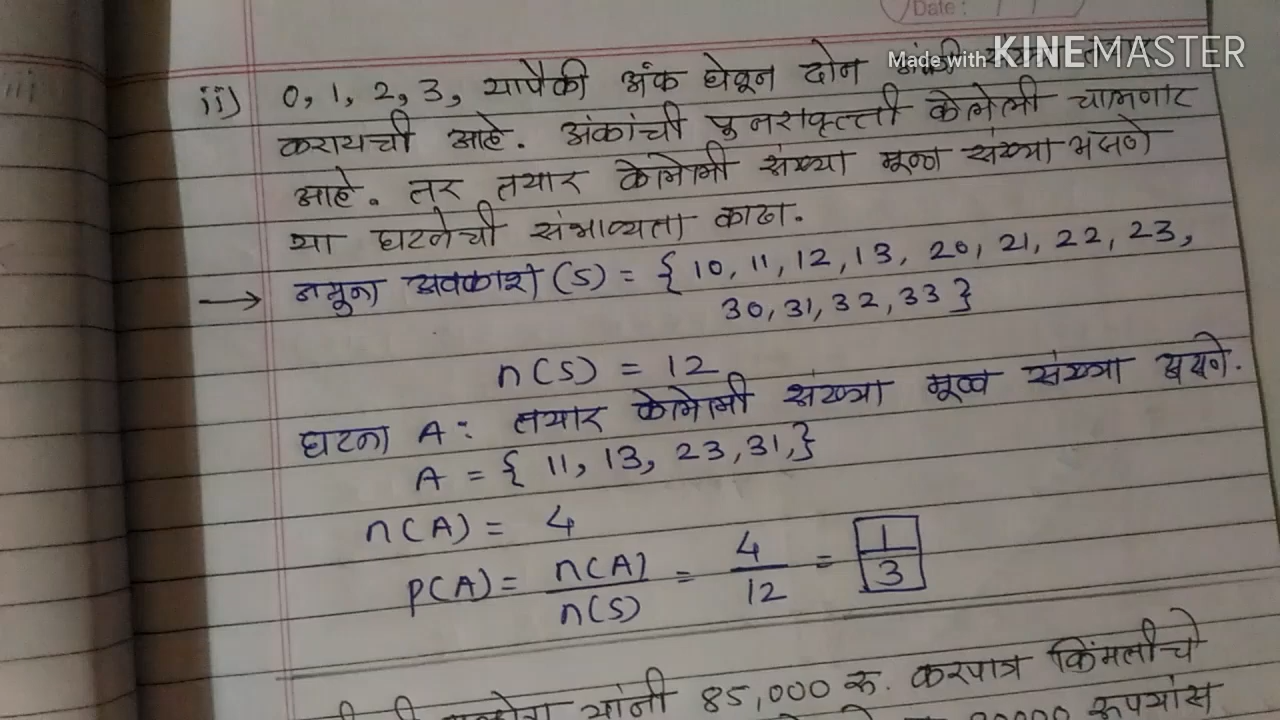 Date :
Made with KINEMASTER
ii) 0, 1, 2, 3, यापैकी अंक घेवून दोन
करायची आहे. अंकांची पुनरावृत्ती केलेली चालणार
आहे. तर तयार केलेली संख्या मूळ संख्या असणे
या घटनेची संभाव्यता काढा.
→ नमुना अवकाश (S) = { 10, 11, 12, 13, 20, 21, 22, 23,
30, 31, 32, 33 }
n(S) = 12
घटना A: तयार केलेली संख्या मूळ संख्या असणे.
A = { 11, 13, 23, 31, }
n(A) = 4
P(A) = n(A) / n(S) = 4 / 12 = 1 / 3
यांनी 85,000 रु. करपात्र किंमतीचे
रूपयांस